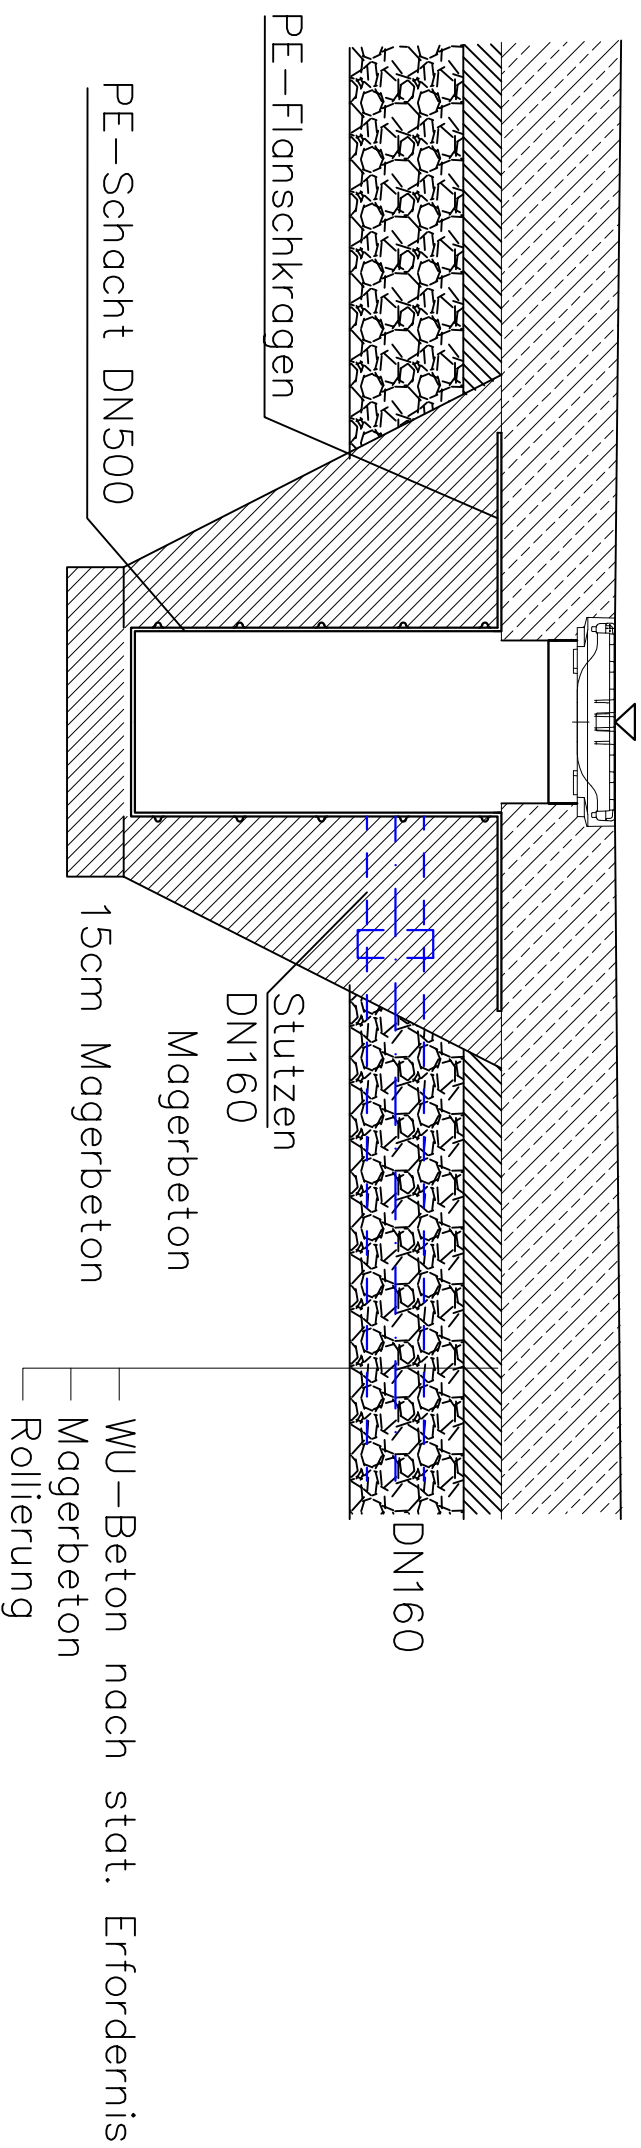 PE-Flanschkragen
PE-Schacht DN500
Stutzen
DN160
Magerbeton
15cm Magerbeton
DN160
WU-Beton nach stat. Erfordernis
Magerbeton
Rollierung